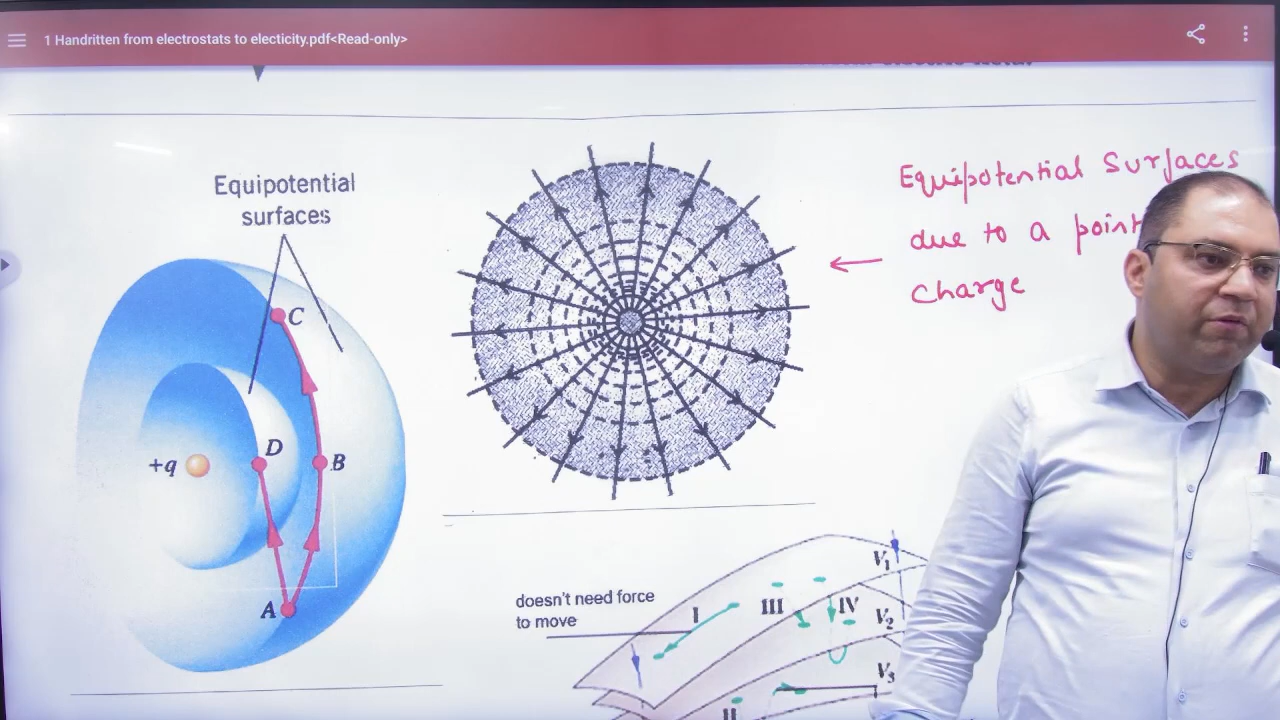 1 Handritten from electrostats to electicity.pdf<Read-only>
Equipotential
surfaces
C
D
B
+q
A
Equipotential Surfaces
due to a point
charge
doesn't need force
to move
I
III
IV
II
V1
V2
V3